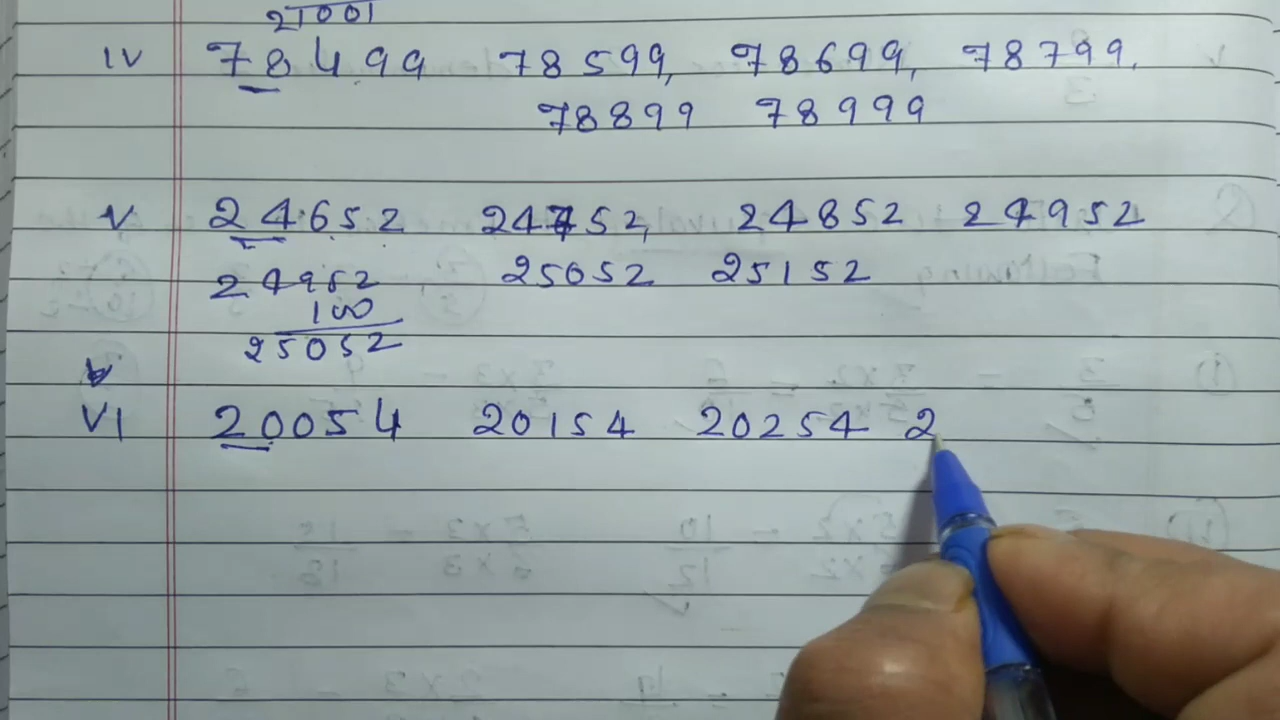 21001
IV 78499 78599, 78699, 78799.
78899 78999
V 24652 24752, 24852 24952
24952 25052 25152
100
25052
VI 20054 20154 20254 2